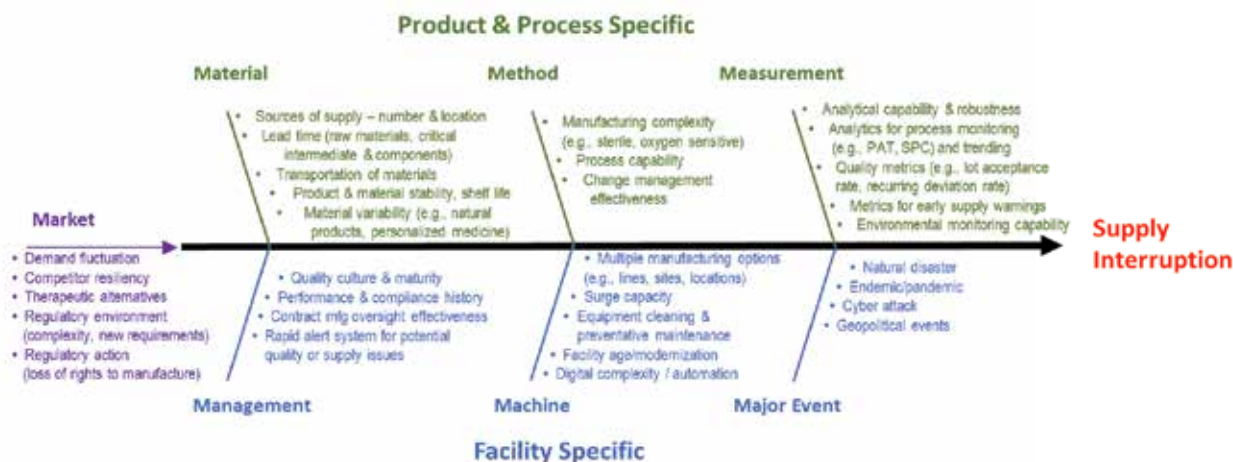 Product & Process Specific
Material
Method
Measurement
• Sources of supply – number & location
• Lead time (raw materials, critical
intermediate & components)
• Transportation of materials
• Product & material stability, shelf life
• Material variability (e.g., natural
products, personalized medicine)
• Manufacturing complexity
(e.g., sterile, oxygen sensitive)
• Process capability
• Change management
effectiveness
• Analytical capability & robustness
• Analytics for process monitoring
(e.g., PAT, SPC) and trending
• Quality metrics (e.g., lot acceptance
rate, recurring deviation rate)
• Metrics for early supply warnings
• Environmental monitoring capability
Market
• Demand fluctuation
• Competitor resiliency
• Therapeutic alternatives
• Regulatory environment
(complexity, new requirements)
• Regulatory action
(loss of rights to manufacture)
Supply
Interruption
• Quality culture & maturity
• Performance & compliance history
• Contract mfg oversight effectiveness
• Rapid alert system for potential
quality or supply issues
• Multiple manufacturing options
(e.g., lines, sites, locations)
• Surge capacity
• Equipment cleaning &
preventative maintenance
• Facility age/modernization
• Digital complexity / automation
• Natural disaster
• Endemic/pandemic
• Cyber attack
• Geopolitical events
Management
Machine
Major Event
Facility Specific